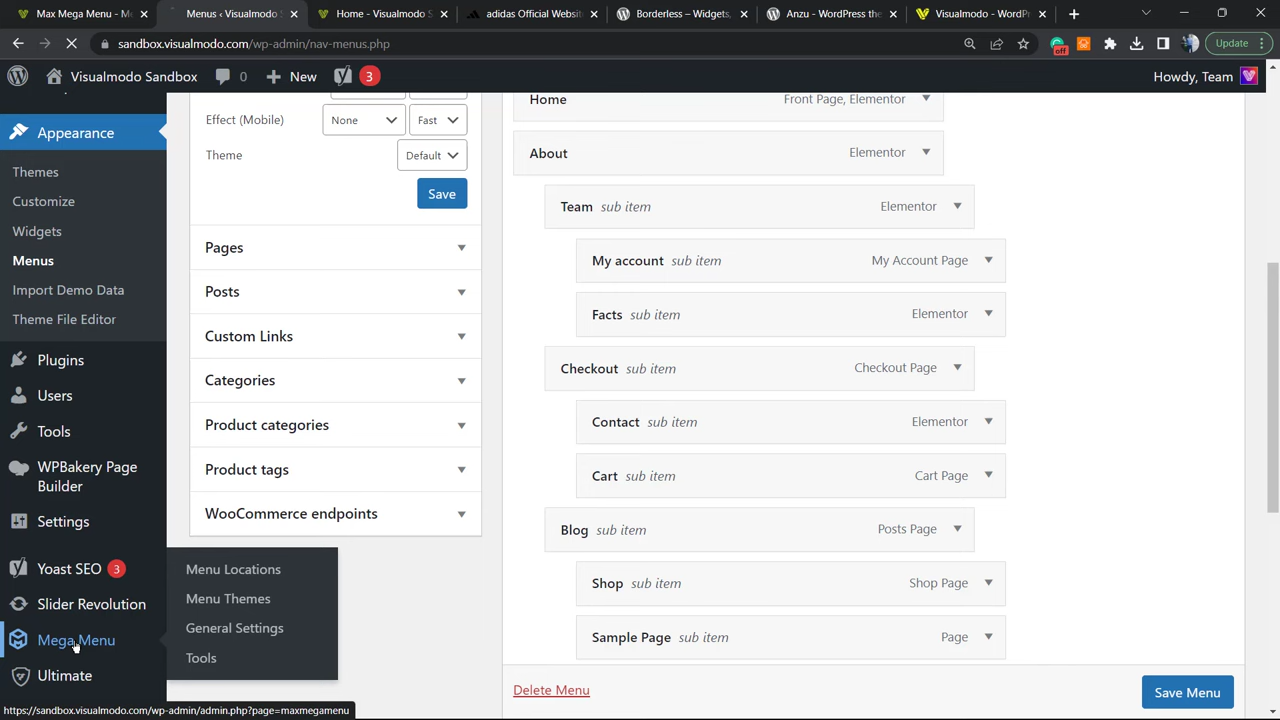 Max Mega Menu - M
Menus ‹ Visualmodo S
Home - Visualmodo S
adidas Official Websit
Borderless – Widgets,
Anzu - WordPress the
Visualmodo - WordPr
sandbox.visualmodo.com/wp-admin/nav-menus.php
off
Update
Visualmodo Sandbox
0
New
3
Howdy, Team
Appearance
Themes
Customize
Widgets
Menus
Import Demo Data
Theme File Editor
Plugins
Users
Tools
WPBakery Page
Builder
Settings
Yoast SEO 3
Slider Revolution
Mega Menu
Ultimate
Menu Locations
Menu Themes
General Settings
Tools
Effect (Mobile) None Fast
Theme Default
Save
Pages
Posts
Custom Links
Categories
Product categories
Product tags
WooCommerce endpoints
Home Front Page, Elementor
About Elementor
Team sub item Elementor
My account sub item My Account Page
Facts sub item Elementor
Checkout sub item Checkout Page
Contact sub item Elementor
Cart sub item Cart Page
Blog sub item Posts Page
Shop sub item Shop Page
Sample Page sub item Page
Delete Menu
Save Menu
https://sandbox.visualmodo.com/wp-admin/admin.php?page=maxmegamenu